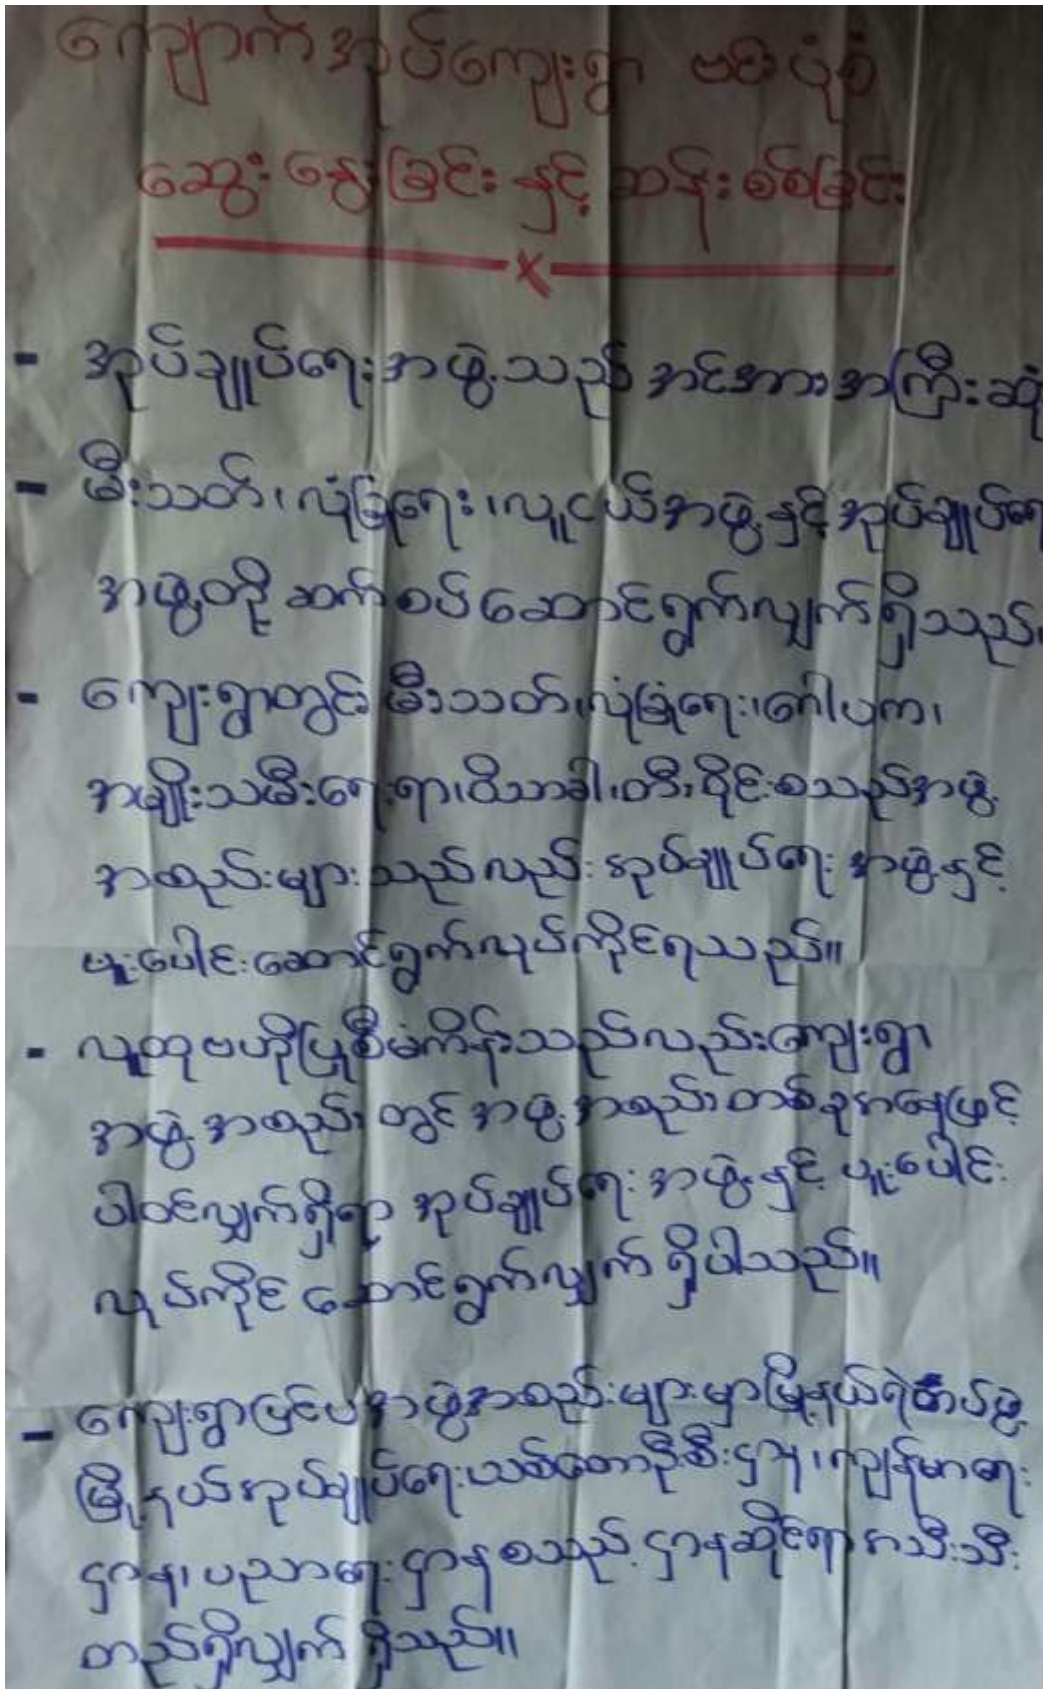 ကျောက်အုပ်ကျေးရွာ ဗင်းပုံစံ
ဆွေးနွေးခြင်း နှင့် ဆန်းစစ်ခြင်း
x
- အုပ်ချူပ်ရေးအဖွဲ့သည် အင်အားအကြီးဆုံ
- မီးသတ်၊ လုံခြုံရေး၊ လူငယ်အဖွဲ့နှင့် အုပ်ချူပ်ရေ
အဖွဲ့တို့ ဆက်စပ်ဆောင်ရွက်လျှက်ရှိသည်။
- ကျေးရွာတွင် မီးသတ်၊ လုံခြုံရေး၊ ဂေါပက၊
အမျိုးသမီးရေးရာ၊ ဝိသာခါ၊ တီးဝိုင်းစသည့်အဖွဲ့
အစည်းများသည်လည်း အုပ်ချူပ်ရေး အဖွဲ့နှင့်
ပူးပေါင်းဆောင်ရွက်လုပ်ကိုင်ရသည်။
- လူထုဗဟိုပြုစီမံကိန်းသည်လည်းကျေးရွာ
အဖွဲ့အစည်းတွင် အဖွဲ့အစည်းတစ်ခုအနေဖြင့်
ပါဝင်လျှက်ရှိရာ အုပ်ချူပ်ရေးအဖွဲ့နှင့် ပူးပေါင်း
လုပ်ကိုင် ဆောင်ရွက်လျှက် ရှိပါသည်။
- ကျေးရွာပြင်ပအဖွဲ့အစည်းများမှာမြို့နယ်ရဲတပ်ဖွဲ့
မြို့နယ်အုပ်ချုပ်ရေး၊ သစ်တောဦးစီးဌာန၊ ကျန်းမာရေး
ဌာန၊ ပညာရေးဌာန စသည့် ဌာနဆိုင်ရာ အသီးသီး
တည်ရှိလျှက် ရှိသည်။